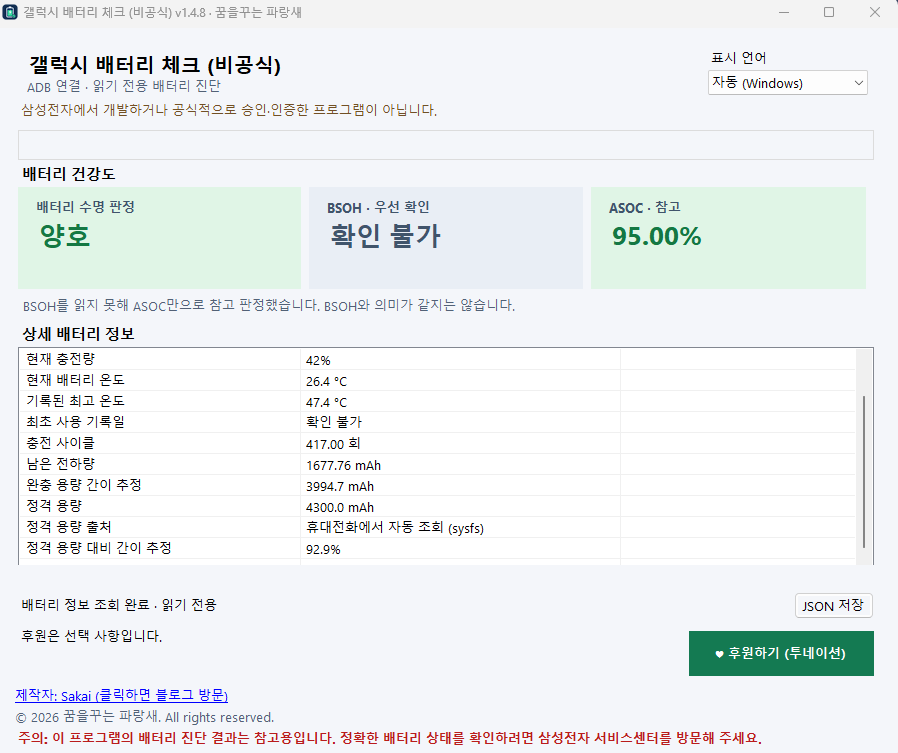 갤럭시 배터리 체크 (비공식) v1.4.8 · 꿈을꾸는 파랑새
갤럭시 배터리 체크 (비공식)
ADB 연결 · 읽기 전용 배터리 진단
삼성전자에서 개발하거나 공식적으로 승인·인증한 프로그램이 아닙니다.
표시 언어
자동 (Windows)
배터리 건강도
배터리 수명 판정
양호
BSOH · 우선 확인
확인 불가
ASOC · 참고
95.00%
BSOH를 읽지 못해 ASOC만으로 참고 판정했습니다. BSOH와 의미가 같지는 않습니다.
상세 배터리 정보
현재 충전량 42%
현재 배터리 온도 26.4 °C
기록된 최고 온도 47.4 °C
최초 사용 기록일 확인 불가
충전 사이클 417.00 회
남은 전하량 1677.76 mAh
완충 용량 간이 추정 3994.7 mAh
정격 용량 4300.0 mAh
정격 용량 출처 휴대전화에서 자동 조회 (sysfs)
정격 용량 대비 간이 추정 92.9%
배터리 정보 조회 완료 · 읽기 전용
JSON 저장
후원은 선택 사항입니다.
♥ 후원하기 (투네이션)
제작자: Sakai (클릭하면 블로그 방문)
© 2026 꿈을꾸는 파랑새. All rights reserved.
주의: 이 프로그램의 배터리 진단 결과는 참고용입니다. 정확한 배터리 상태를 확인하려면 삼성전자 서비스센터를 방문해 주세요.